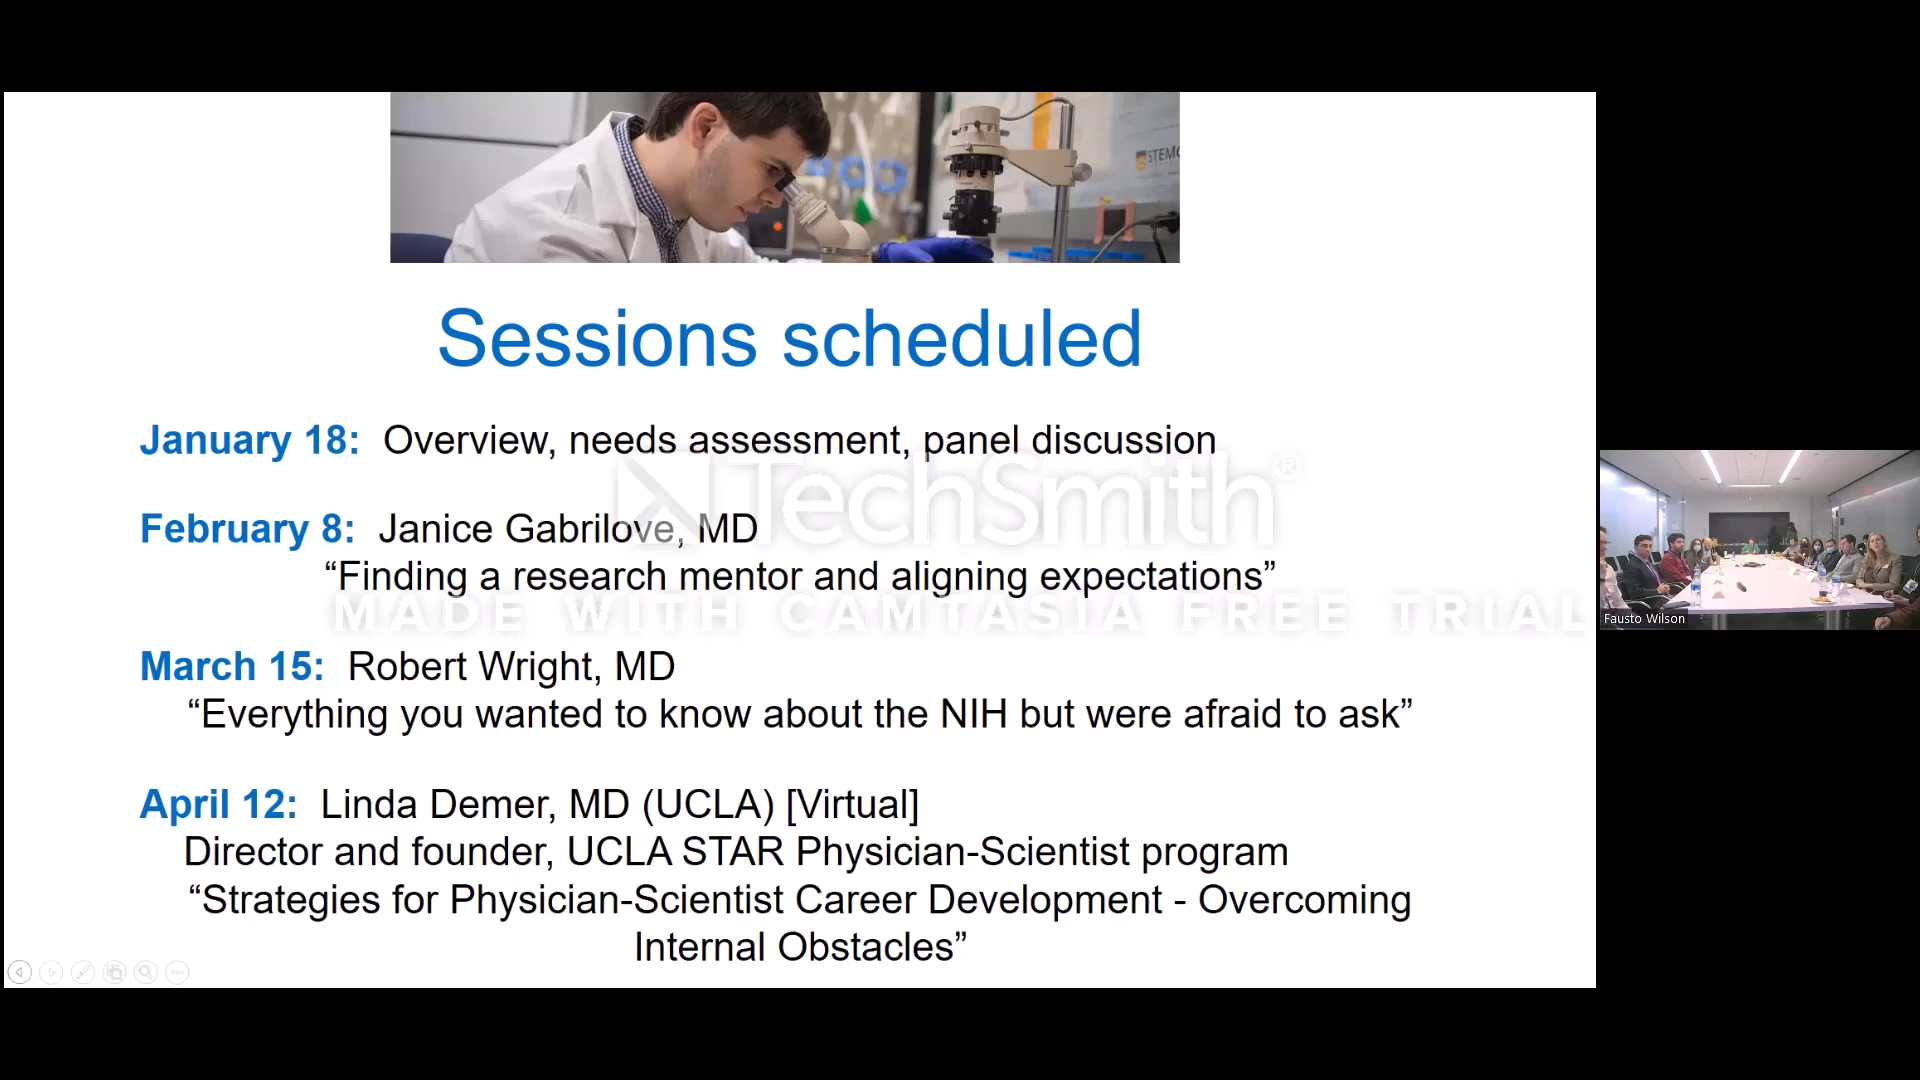 STEMC
Sessions scheduled
January 18: Overview, needs assessment, panel discussion
February 8: Janice Gabrilove, MD
“Finding a research mentor and aligning expectations”
March 15: Robert Wright, MD
“Everything you wanted to know about the NIH but were afraid to ask”
April 12: Linda Demer, MD (UCLA) [Virtual]
Director and founder, UCLA STAR Physician-Scientist program
“Strategies for Physician-Scientist Career Development - Overcoming
Internal Obstacles”
TechSmith®
MADE WITH CAMTASIA FREE TRIAL
Fausto Wilson